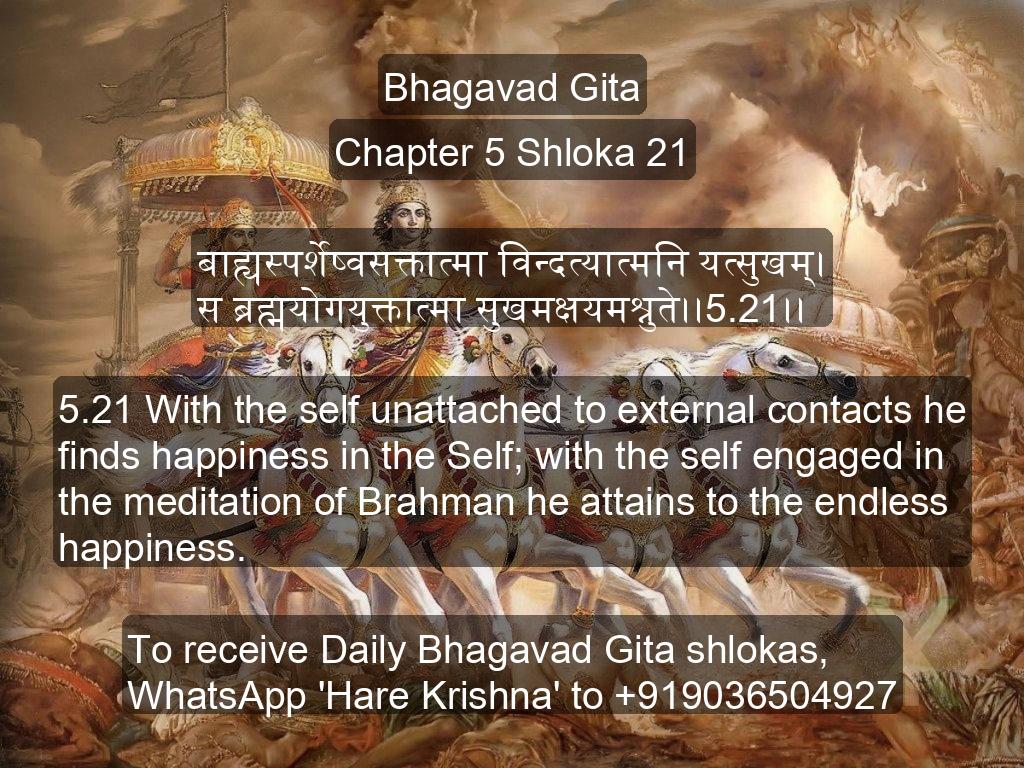 Bhagavad Gita
Chapter 5 Shloka 21
बाह्यस्पर्शेष्वसक्तात्मा विन्दत्यात्मनि यत्सुखम्।
स ब्रह्मयोगयुक्तात्मा सुखमक्षयमश्नुते।।5.21।।
5.21 With the self unattached to external contacts he
finds happiness in the Self; with the self engaged in
the meditation of Brahman he attains to the endless
happiness.
To receive Daily Bhagavad Gita shlokas,
WhatsApp 'Hare Krishna' to +919036504927